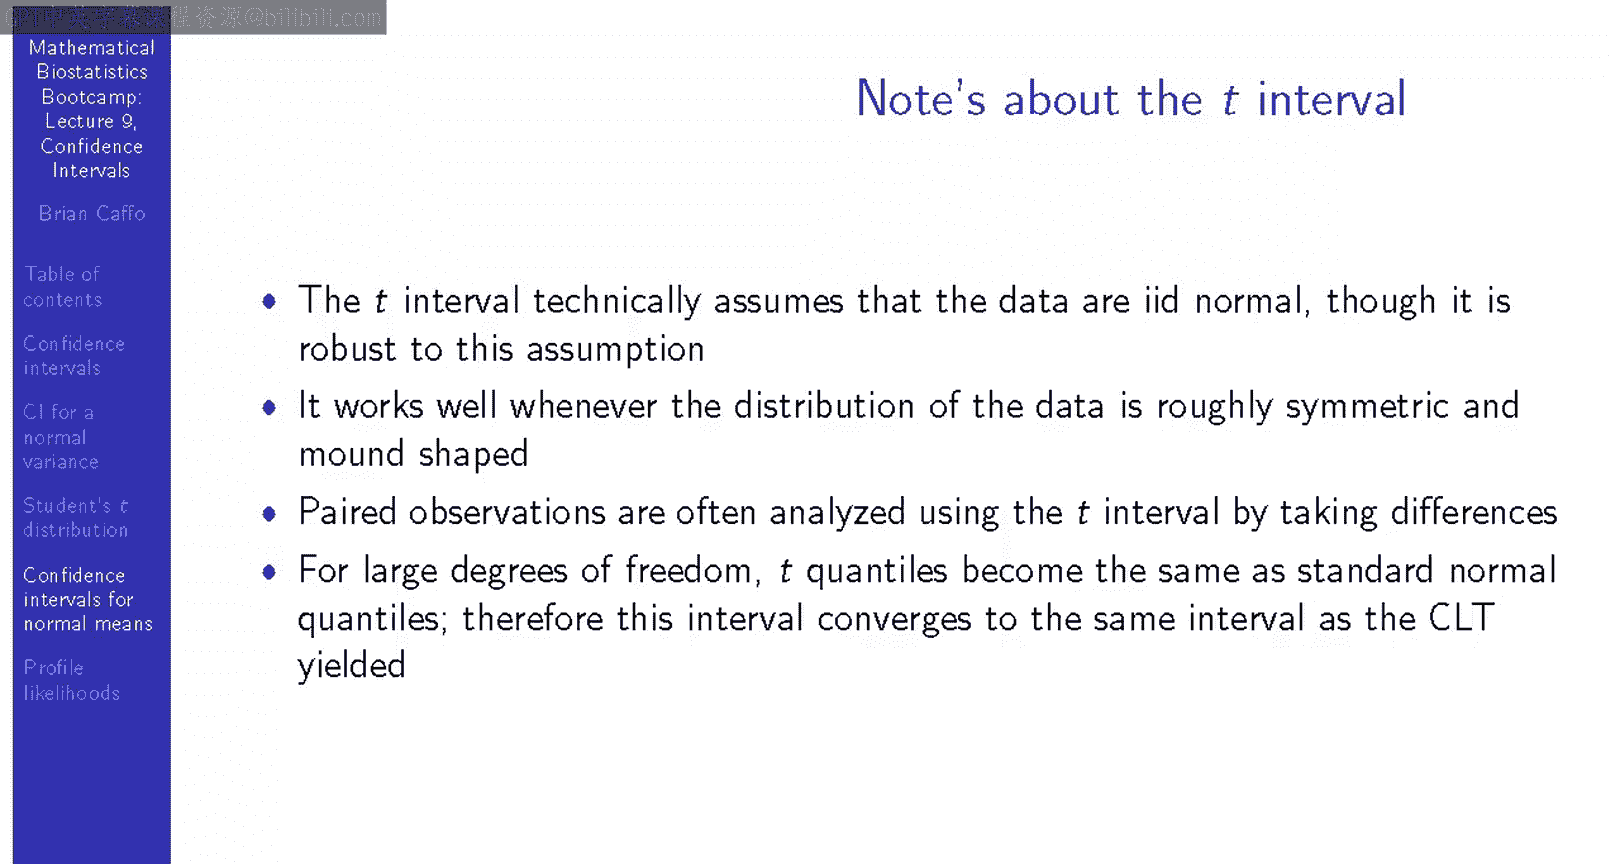 资源@bilibili.com
Mathematical
Biostatistics
Bootcamp:
Lecture 9,
Confidence
Intervals
Brian Caffo
Table of
contents
Confidence
intervals
CI for a
normal
variance
Student's t
distribution
Confidence
intervals for
normal means
Profile
likelihoods
Note's about the t interval
• The t interval technically assumes that the data are iid normal, though it is
robust to this assumption
• It works well whenever the distribution of the data is roughly symmetric and
mound shaped
• Paired observations are often analyzed using the t interval by taking differences
• For large degrees of freedom, t quantiles become the same as standard normal
quantiles; therefore this interval converges to the same interval as the CLT
yielded